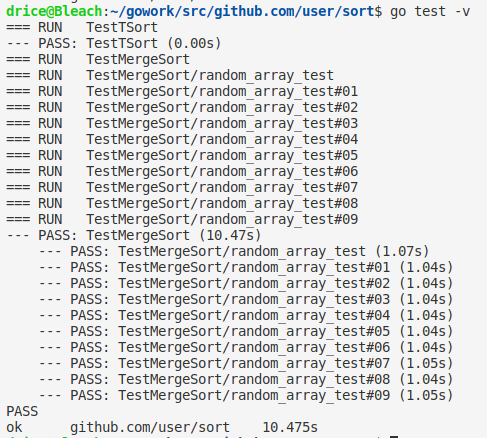 drice@Bleach:~/gowork/src/github.com/user/sort$ go test -v
=== RUN   TestTSort
--- PASS: TestTSort (0.00s)
=== RUN   TestMergeSort
=== RUN   TestMergeSort/random_array_test
=== RUN   TestMergeSort/random_array_test#01
=== RUN   TestMergeSort/random_array_test#02
=== RUN   TestMergeSort/random_array_test#03
=== RUN   TestMergeSort/random_array_test#04
=== RUN   TestMergeSort/random_array_test#05
=== RUN   TestMergeSort/random_array_test#06
=== RUN   TestMergeSort/random_array_test#07
=== RUN   TestMergeSort/random_array_test#08
=== RUN   TestMergeSort/random_array_test#09
--- PASS: TestMergeSort (10.47s)
    --- PASS: TestMergeSort/random_array_test (1.07s)
    --- PASS: TestMergeSort/random_array_test#01 (1.04s)
    --- PASS: TestMergeSort/random_array_test#02 (1.04s)
    --- PASS: TestMergeSort/random_array_test#03 (1.04s)
    --- PASS: TestMergeSort/random_array_test#04 (1.04s)
    --- PASS: TestMergeSort/random_array_test#05 (1.05s)
    --- PASS: TestMergeSort/random_array_test#06 (1.04s)
    --- PASS: TestMergeSort/random_array_test#07 (1.05s)
    --- PASS: TestMergeSort/random_array_test#08 (1.04s)
    --- PASS: TestMergeSort/random_array_test#09 (1.05s)
PASS
ok      github.com/user/sort    10.475s